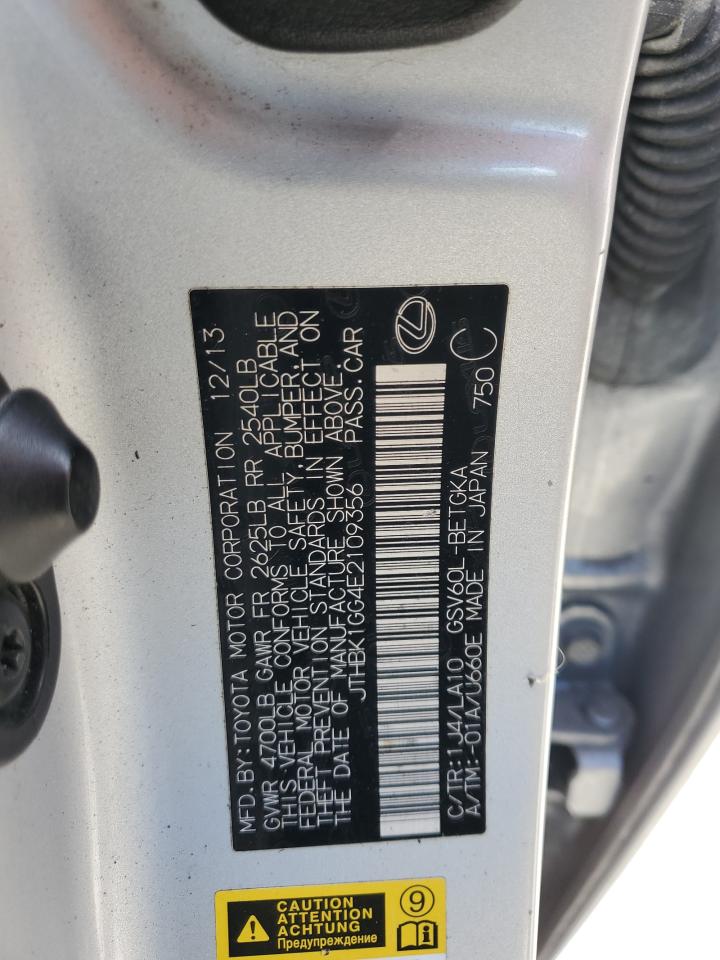 MFD.BY:TOYOTA MOTOR CORPORATION 12/13
GVWR 4700LB GAWR FR 2625LB RR 2540LB
THIS VEHICLE CONFORMS TO ALL APPLICABLE
FEDERAL MOTOR VEHICLE SAFETY,BUMPER,AND
THEFT PREVENTION STANDARDS IN EFFECT ON
THE DATE OF MANUFACTURE SHOWN ABOVE.
JTHBK1GG4E2109356 PASS.CAR
C/TR:1J4/LA10 GSV60L-BETGKA
A/TM:-01A/U660E MADE IN JAPAN 750 C
CAUTION
ATTENTION
ACHTUNG
Предупреждение
9